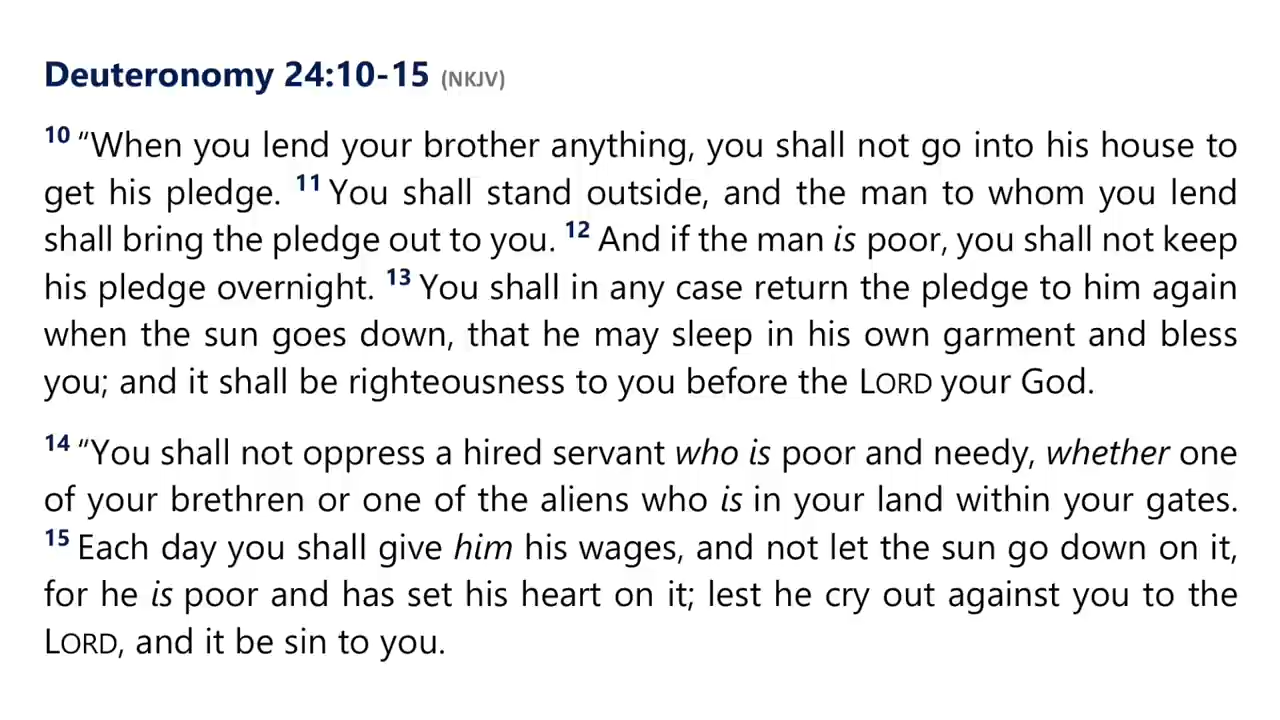 Deuteronomy 24:10-15 (NKJV)
10 “When you lend your brother anything, you shall not go into his house to
get his pledge. 11 You shall stand outside, and the man to whom you lend
shall bring the pledge out to you. 12 And if the man is poor, you shall not keep
his pledge overnight. 13 You shall in any case return the pledge to him again
when the sun goes down, that he may sleep in his own garment and bless
you; and it shall be righteousness to you before the LORD your God.
14 “You shall not oppress a hired servant who is poor and needy, whether one
of your brethren or one of the aliens who is in your land within your gates.
15 Each day you shall give him his wages, and not let the sun go down on it,
for he is poor and has set his heart on it; lest he cry out against you to the
LORD, and it be sin to you.